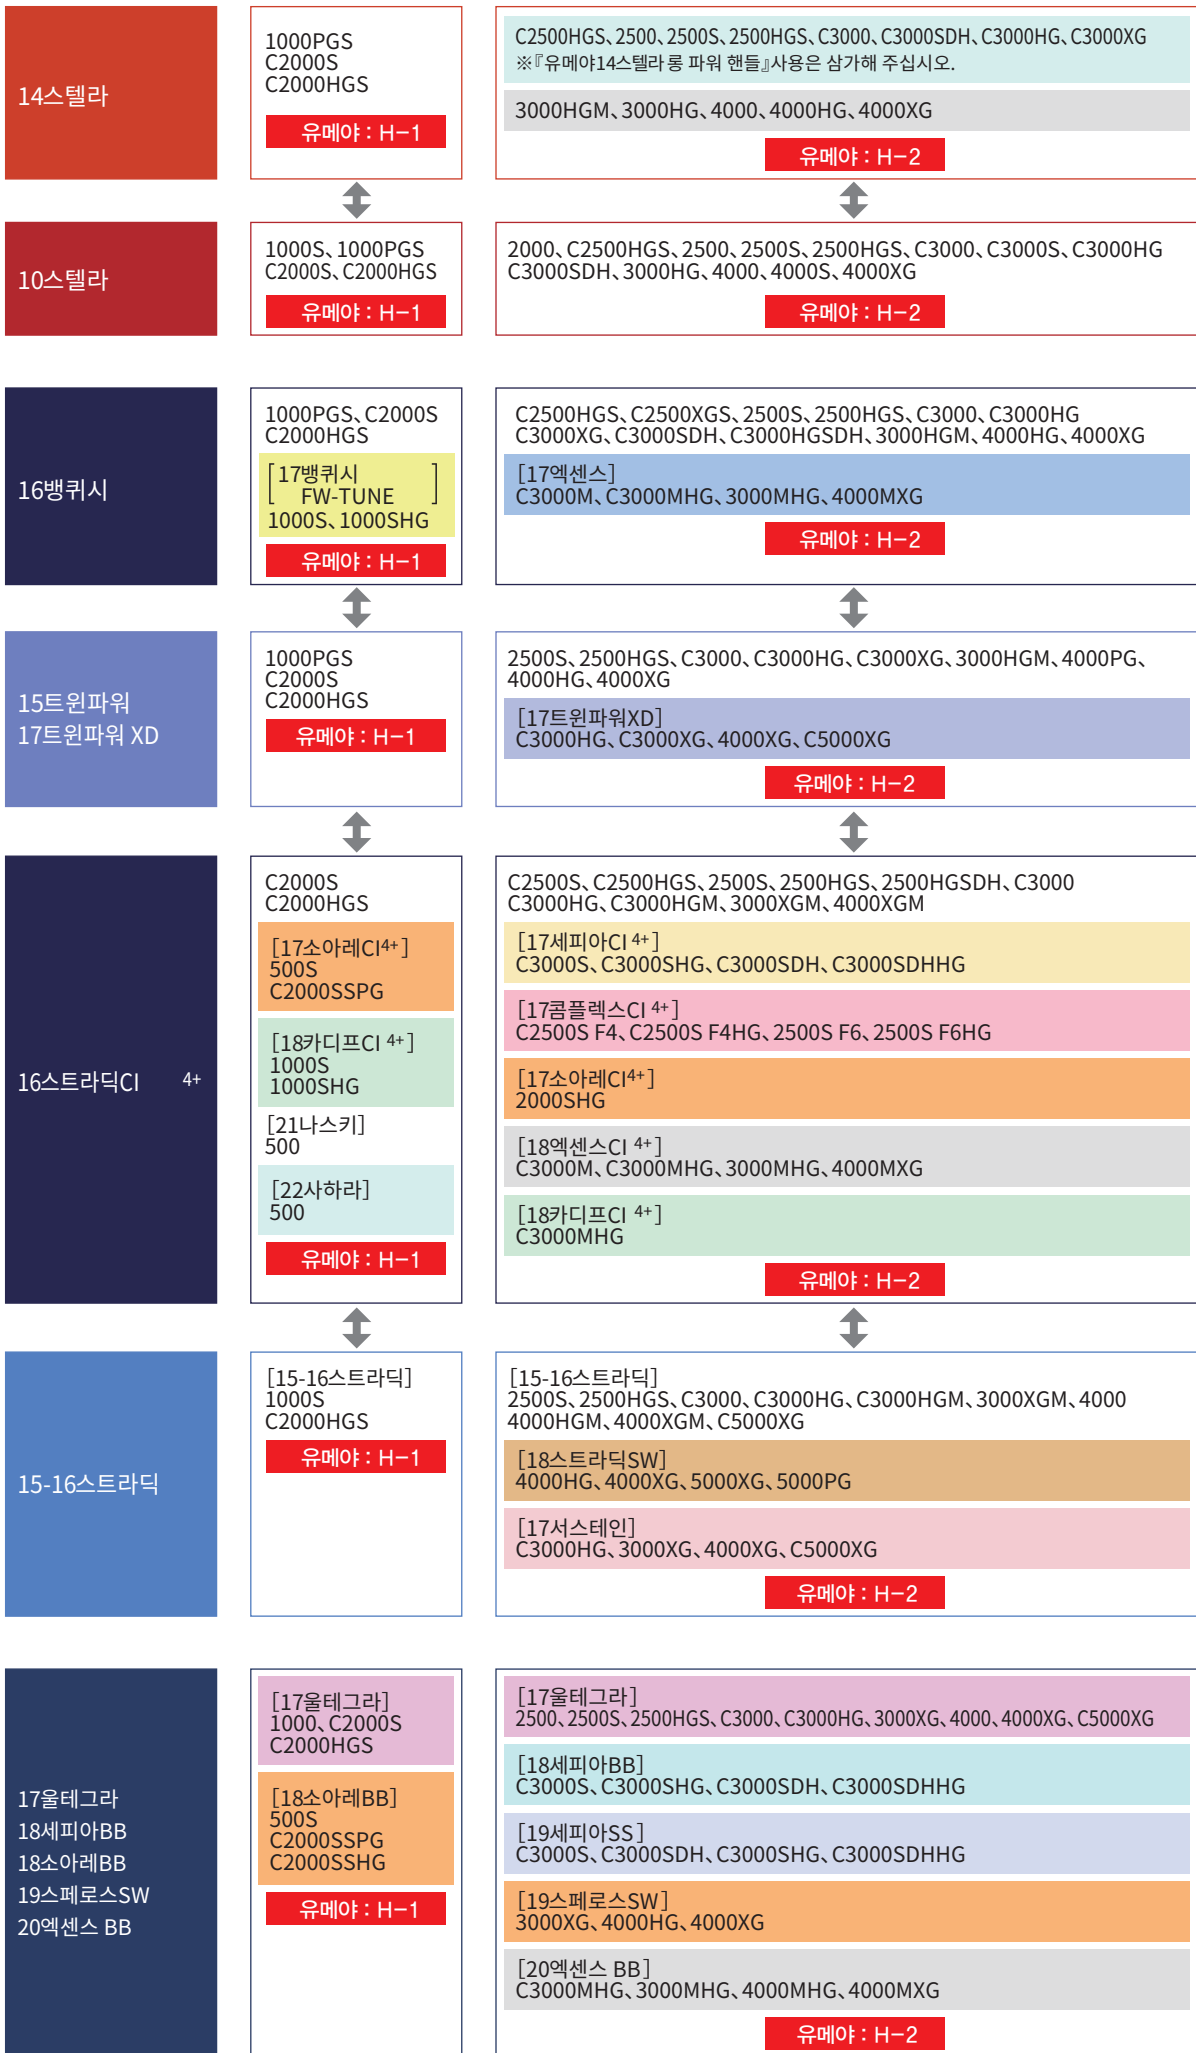 14스텔라
1000PGS
C2000S
C2000HGS
유메야 : H-1
C2500HGS、2500、2500S、2500HGS、C3000、C3000SDH、C3000HG、C3000XG
※『유메야14스텔라 롱 파워 핸들』사용은 삼가해 주십시오.
3000HGM、3000HG、4000、4000HG、4000XG
유메야 : H-2
10스텔라
1000S、1000PGS
C2000S、C2000HGS
유메야 : H-1
2000、C2500HGS、2500、2500S、2500HGS、C3000、C3000S、C3000HG
C3000SDH、3000HG、4000、4000S、4000XG
유메야 : H-2
16뱅퀴시
1000PGS、C2000S
C2000HGS
[17뱅퀴시
FW-TUNE]
1000S、1000SHG
유메야 : H-1
C2500HGS、C2500XGS、2500S、2500HGS、C3000、C3000HG
C3000XG、C3000SDH、C3000HGSDH、3000HGM、4000HG、4000XG
[17엑센스]
C3000M、C3000MHG、3000MHG、4000MXG
유메야 : H-2
15트윈파워
17트윈파워 XD
1000PGS
C2000S
C2000HGS
유메야 : H-1
2500S、2500HGS、C3000、C3000HG、C3000XG、3000HGM、4000PG、
4000HG、4000XG
[17트윈파워XD]
C3000HG、C3000XG、4000XG、C5000XG
유메야 : H-2
16스트라딕CI 4+
C2000S
C2000HGS
[17소아레CI4+]
500S
C2000SSPG
[18카디프CI 4+]
1000S
1000SHG
[21나스키]
500
[22사하라]
500
유메야 : H-1
C2500S、C2500HGS、2500S、2500HGS、2500HGSDH、C3000
C3000HG、C3000HGM、3000XGM、4000XGM
[17세피아CI 4+]
C3000S、C3000SHG、C3000SDH、C3000SDHHG
[17콤플렉스CI 4+]
C2500S F4、C2500S F4HG、2500S F6、2500S F6HG
[17소아레CI4+]
2000SHG
[18엑센스CI 4+]
C3000M、C3000MHG、3000MHG、4000MXG
[18카디프CI 4+]
C3000MHG
유메야 : H-2
15-16스트라딕
[15-16스트라딕]
1000S
C2000HGS
유메야 : H-1
[15-16스트라딕]
2500S、2500HGS、C3000、C3000HG、C3000HGM、3000XGM、4000
4000HGM、4000XGM、C5000XG
[18스트라딕SW]
4000HG、4000XG、5000XG、5000PG
[17서스테인]
C3000HG、3000XG、4000XG、C5000XG
유메야 : H-2
17울테그라
18세피아BB
18소아레BB
19스페로스SW
20엑센스 BB
[17울테그라]
1000、C2000S
C2000HGS
[18소아레BB]
500S
C2000SSPG
C2000SSHG
유메야 : H-1
[17울테그라]
2500、2500S、2500HGS、C3000、C3000HG、3000XG、4000、4000XG、C5000XG
[18세피아BB]
C3000S、C3000SHG、C3000SDH、C3000SDHHG
[19세피아SS]
C3000S、C3000SDH、C3000SHG、C3000SDHHG
[19스페로스SW]
3000XG、4000HG、4000XG
[20엑센스 BB]
C3000MHG、3000MHG、4000MHG、4000MXG
유메야 : H-2